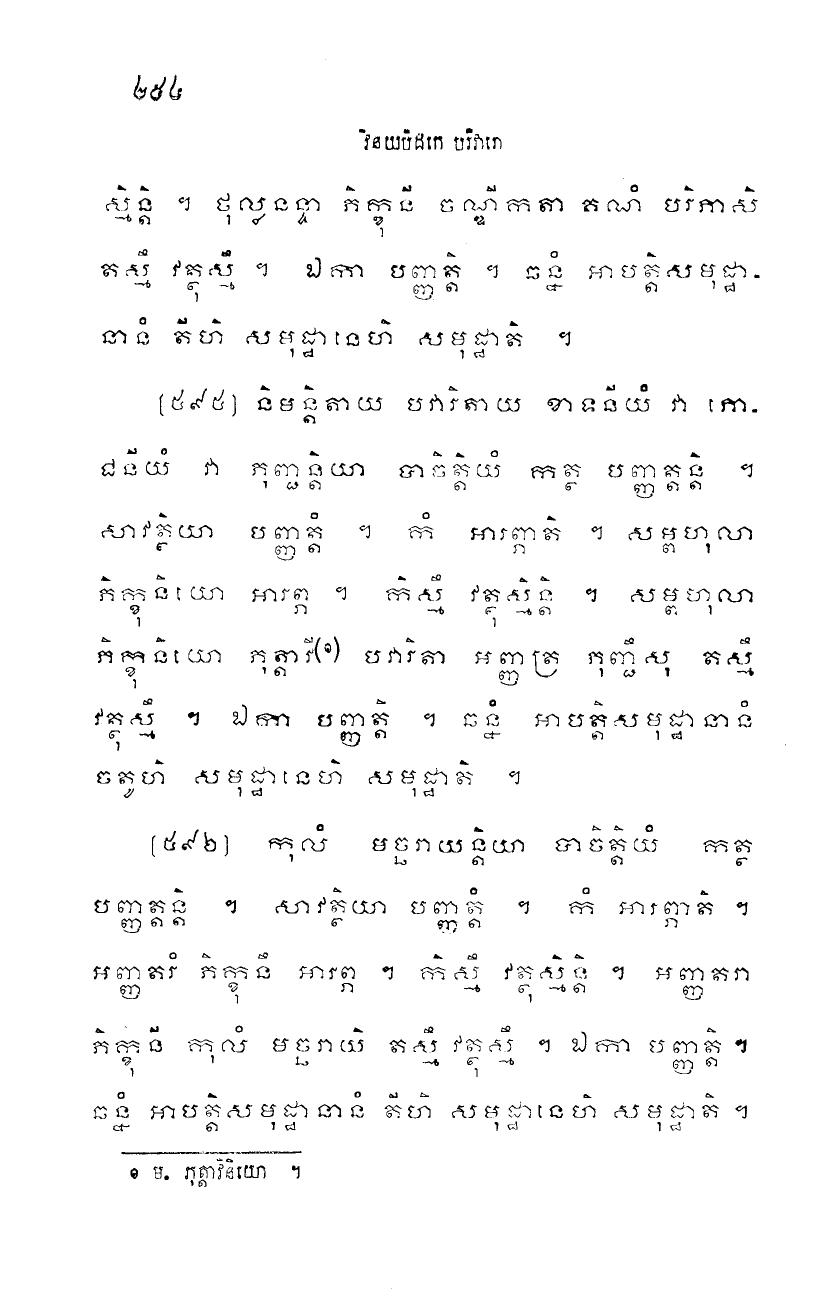 ២៥៤
វិនយបិដកេ បរិវារោ
ស្មិន្តិ ។ ថុល្លនន្ទា ភិក្ខុនី ចណ្ឌីកតា គណំ បរិភាសិ
តស្មឹ វត្ថុស្មឹ ។ ឯកា បញ្ញត្តិ ។ ឆន្នំ អាបត្តិសមុដ្ឋា-
នានំ តីហិ សមុដ្ឋានេហិ សមុដ្ឋាតិ ។
(៥៩៥) និមន្តិតាយ បវារិតាយ ខាទនីយំ វា ភោ-
ជនីយំ វា ភុញ្ជន្តិយា បាចិត្តិយំ កត្ថ បញ្ញត្តន្តិ ។
សាវត្ថិយា បញ្ញត្តំ ។ កំ អារព្ភាតិ ។ សម្ពហុលា
ភិក្ខុនិយោ អារព្ភ ។ កិស្មឹ វត្ថុស្មិន្តិ ។ សម្ពហុលា
ភិក្ខុនិយោ ភុត្តាវី(១) បវារិតា អញ្ញត្រ ភុញ្ជឹសុ តស្មឹ
វត្ថុស្មឹ ។ ឯកា បញ្ញត្តិ ។ ឆន្នំ អាបត្តិសមុដ្ឋានានំ
ចតូហិ សមុដ្ឋានេហិ សមុដ្ឋាតិ ។
(៥៩៦) កុលំ មច្ឆរាយន្តិយា បាចិត្តិយំ កត្ថ
បញ្ញត្តន្តិ ។ សាវត្ថិយា បញ្ញត្តំ ។ កំ អារព្ភាតិ ។
អញ្ញតរំ ភិក្ខុនឹ អារព្ភ ។ កិស្មឹ វត្ថុស្មិន្តិ ។ អញ្ញតរា
ភិក្ខុនី កុលំ មច្ឆរាយិ តស្មឹ វត្ថុស្មឹ ។ ឯកា បញ្ញត្តិ ។
ឆន្នំ អាបត្តិសមុដ្ឋានានំ តីហិ សមុដ្ឋានេហិ សមុដ្ឋាតិ ។
១ ម. ភុត្តាវិនិយោ ។